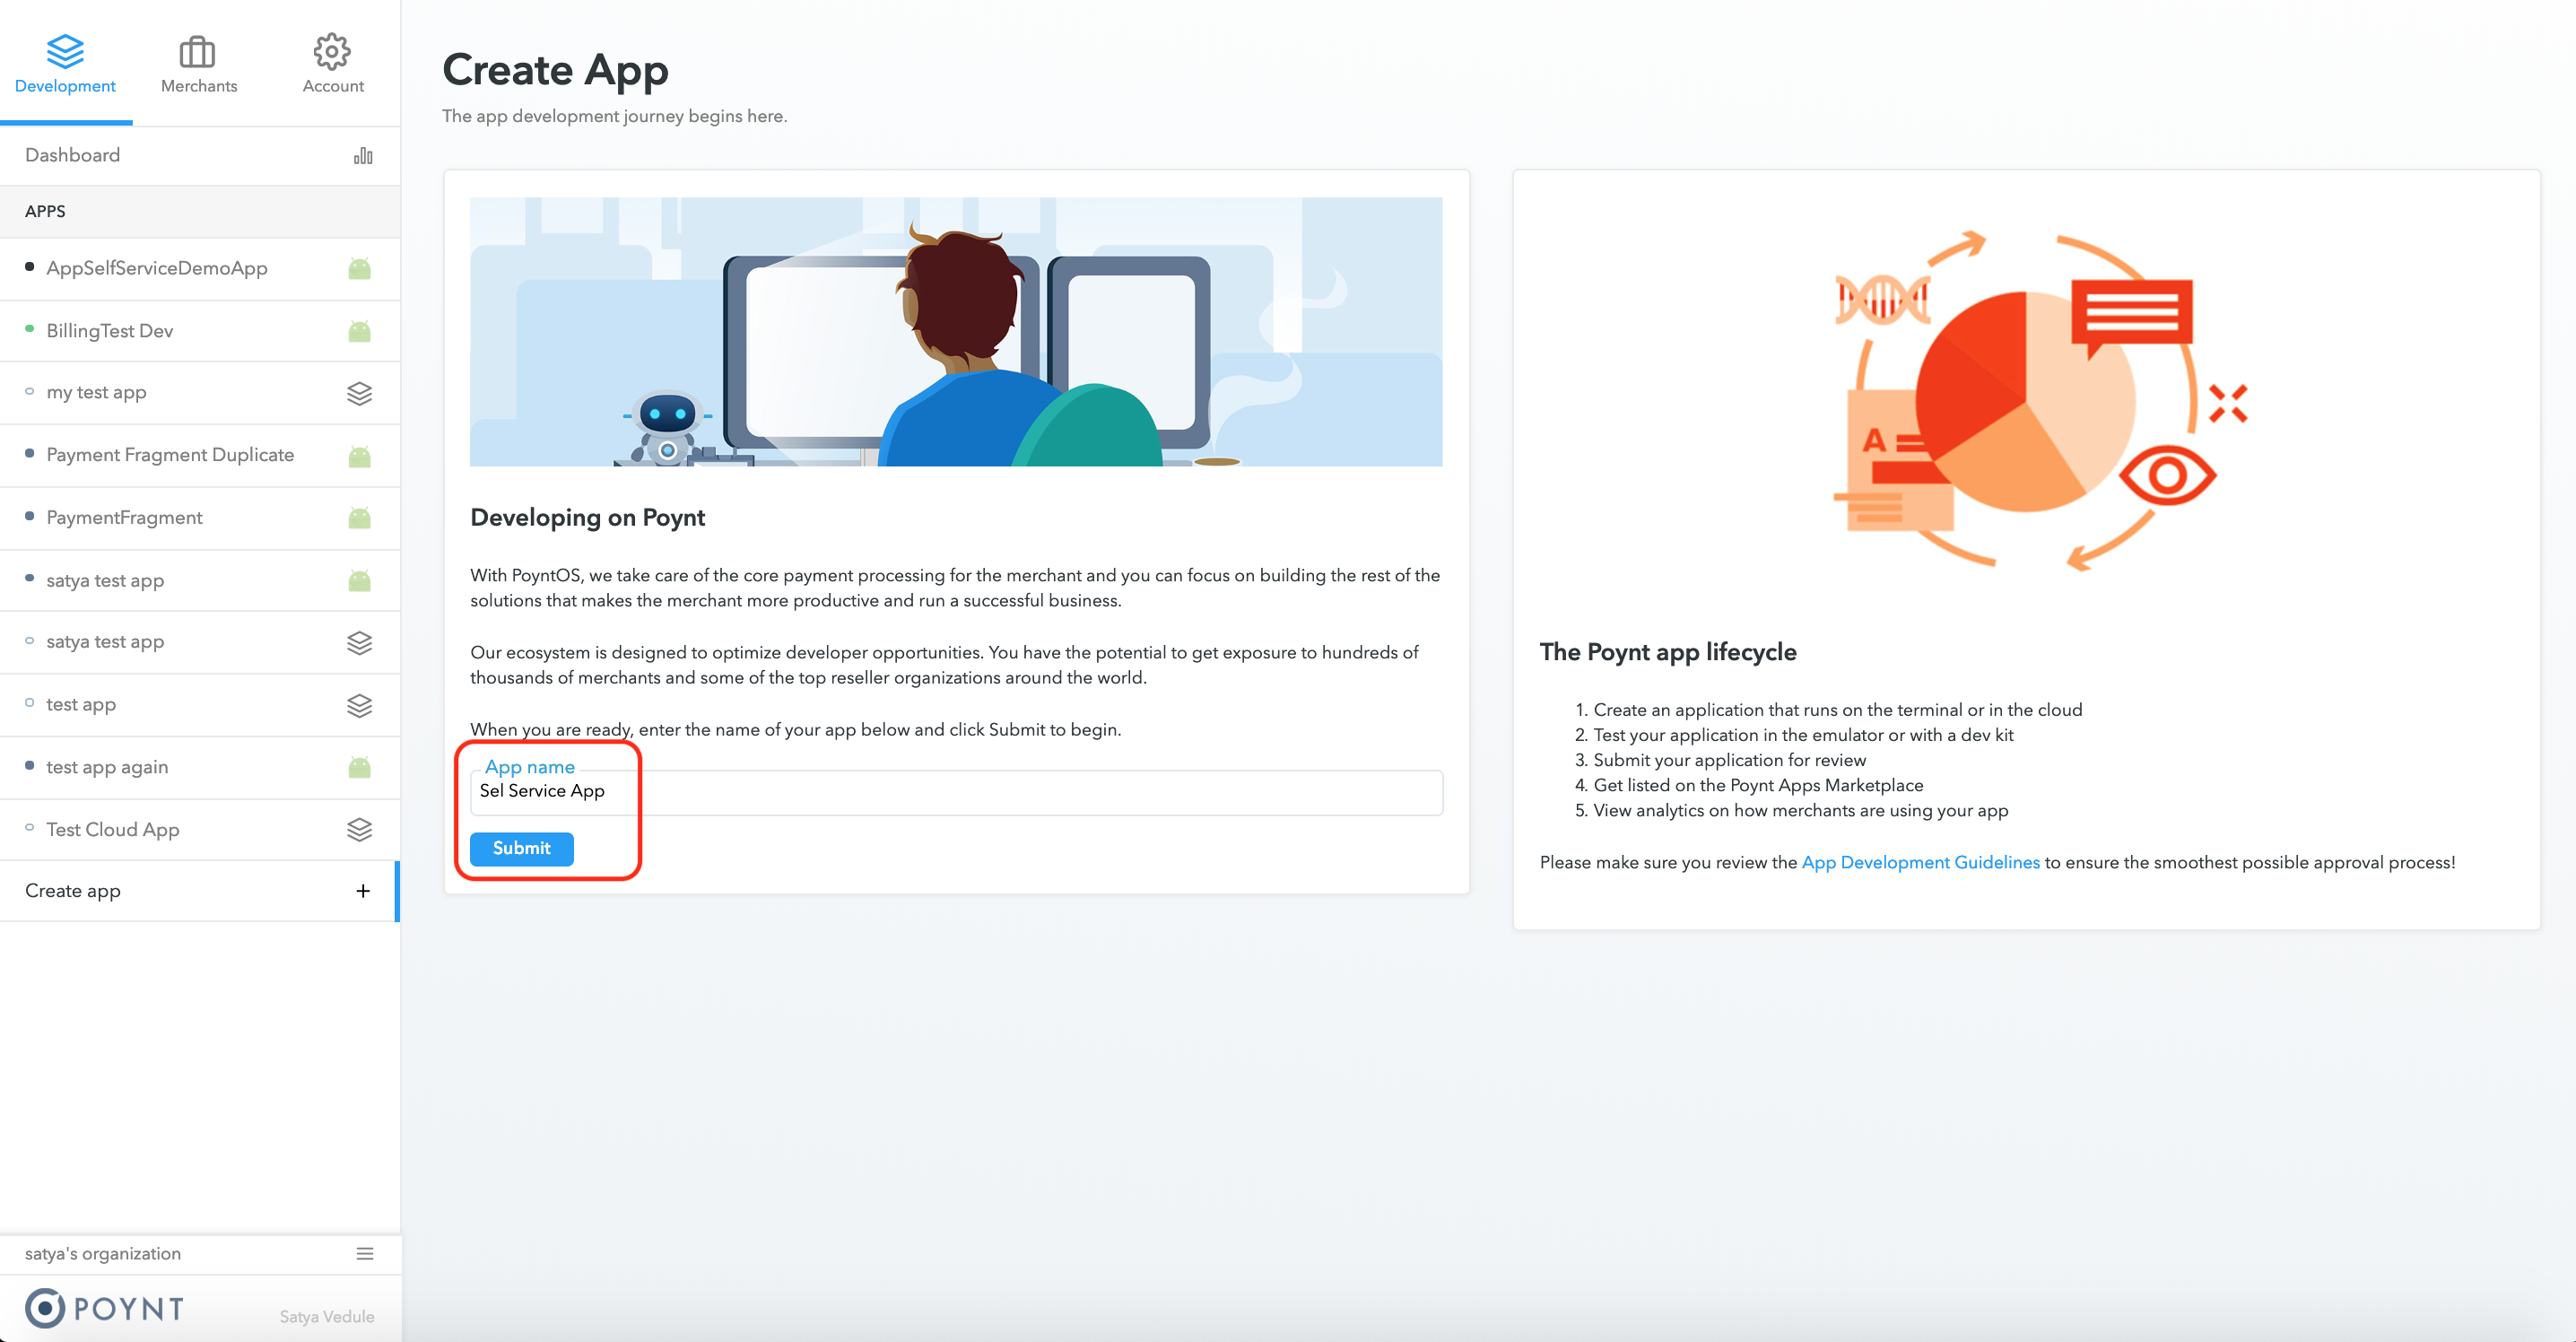 Development
Merchants
Account
Dashboard
APPS
AppSelfServiceDemoApp
BillingTest Dev
my test app
Payment Fragment Duplicate
PaymentFragment
satya test app
satya test app
test app
test app again
Test Cloud App
Create app
satya's organization
POYNT
Satya Vedule
Create App
The app development journey begins here.
Developing on Poynt
With PoyntOS, we take care of the core payment processing for the merchant and you can focus on building the rest of the
solutions that makes the merchant more productive and run a successful business.
Our ecosystem is designed to optimize developer opportunities. You have the potential to get exposure to hundreds of
thousands of merchants and some of the top reseller organizations around the world.
When you are ready, enter the name of your app below and click Submit to begin.
App name
Sel Service App
Submit
A
The Poynt app lifecycle
1. Create an application that runs on the terminal or in the cloud
2. Test your application in the emulator or with a dev kit
3. Submit your application for review
4. Get listed on the Poynt Apps Marketplace
5. View analytics on how merchants are using your app
Please make sure you review the App Development Guidelines to ensure the smoothest possible approval process!